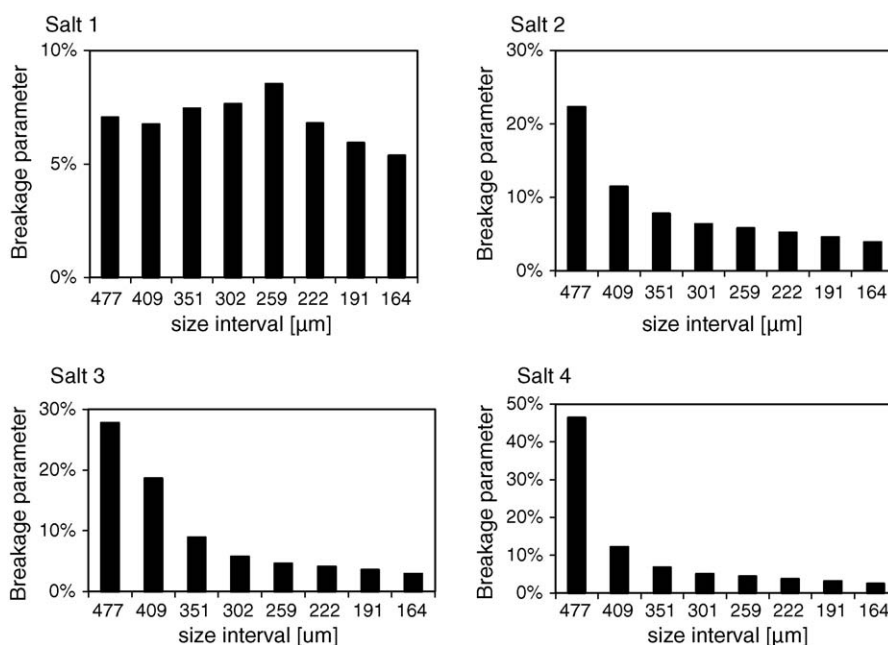 Salt 1
10%
5%
0%
Breakage parameter
477 409 351 302 259 222 191 164
size interval [µm]
Salt 2
30%
20%
10%
0%
Breakage parameter
477 409 351 301 259 222 191 164
size interval [µm]
Salt 3
30%
20%
10%
0%
Breakage parameter
477 409 351 302 259 222 191 164
size interval [um]
Salt 4
50%
40%
30%
20%
10%
0%
Breakage parameter
477 409 351 301 259 222 191 164
size interval [µm]